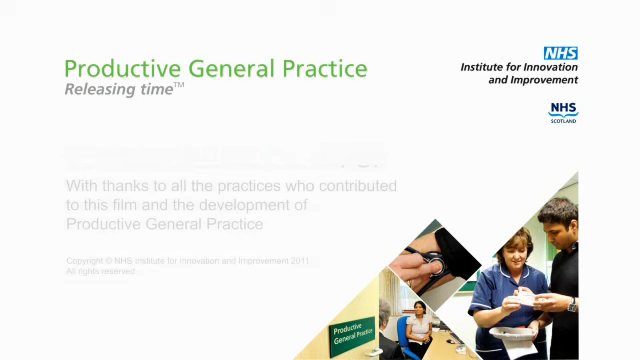 Productive General Practice
Releasing time™
NHS
Institute for Innovation
and Improvement
NHS
SCOTLAND
With thanks to all the practices who contributed
to this film and the development of
Productive General Practice
Copyright © NHS Institute for Innovation and Improvement 2011.
All rights reserved
Productive
General Practice